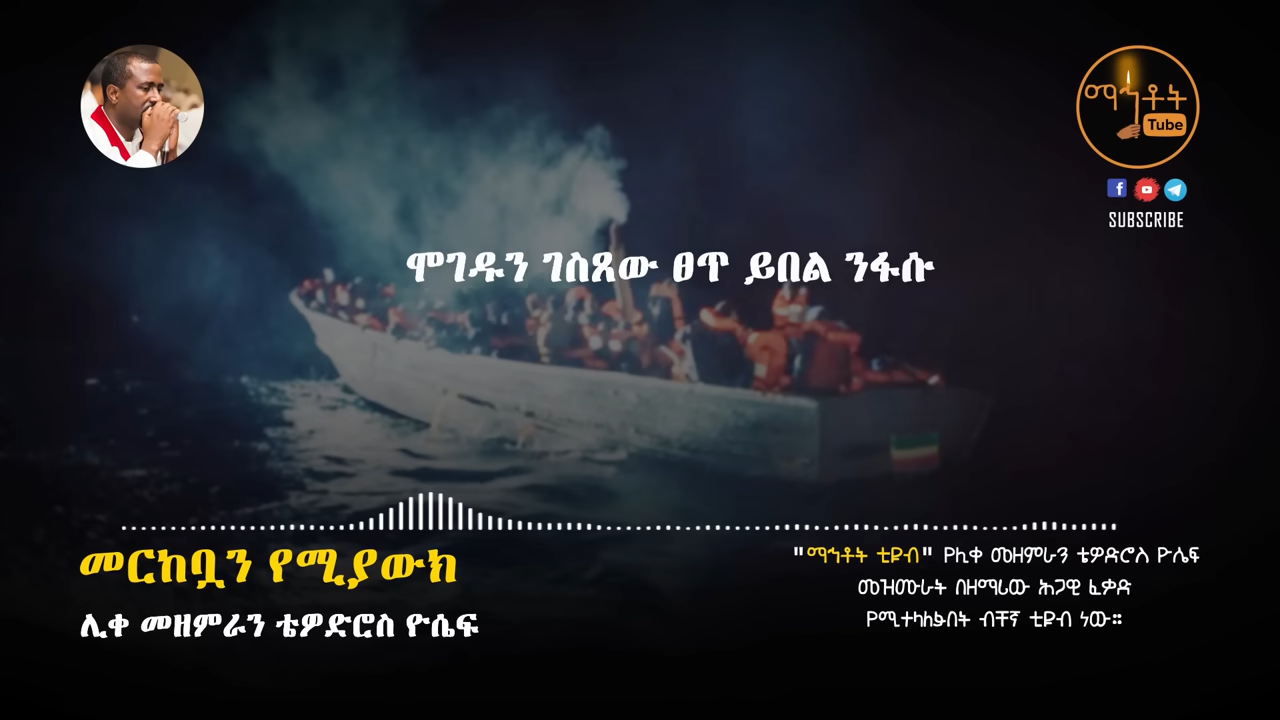 ማኅቶት
Tube
SUBSCRIBE
ሞገዱን ገስጸው ፀጥ ይበል ንፋሱ
መርከቧን የሚያውክ
ሊቀ መዘምራን ቴዎድሮስ ዮሴፍ
"ማኅቶት ቲዩብ" የሊቀ መዘምራን ቴዎድሮስ ዮሴፍ
መዝሙራት በዘማሪው ሕጋዊ ፈቃድ
የሚተላለፉበት ብቸኛ ቲዩብ ነው።